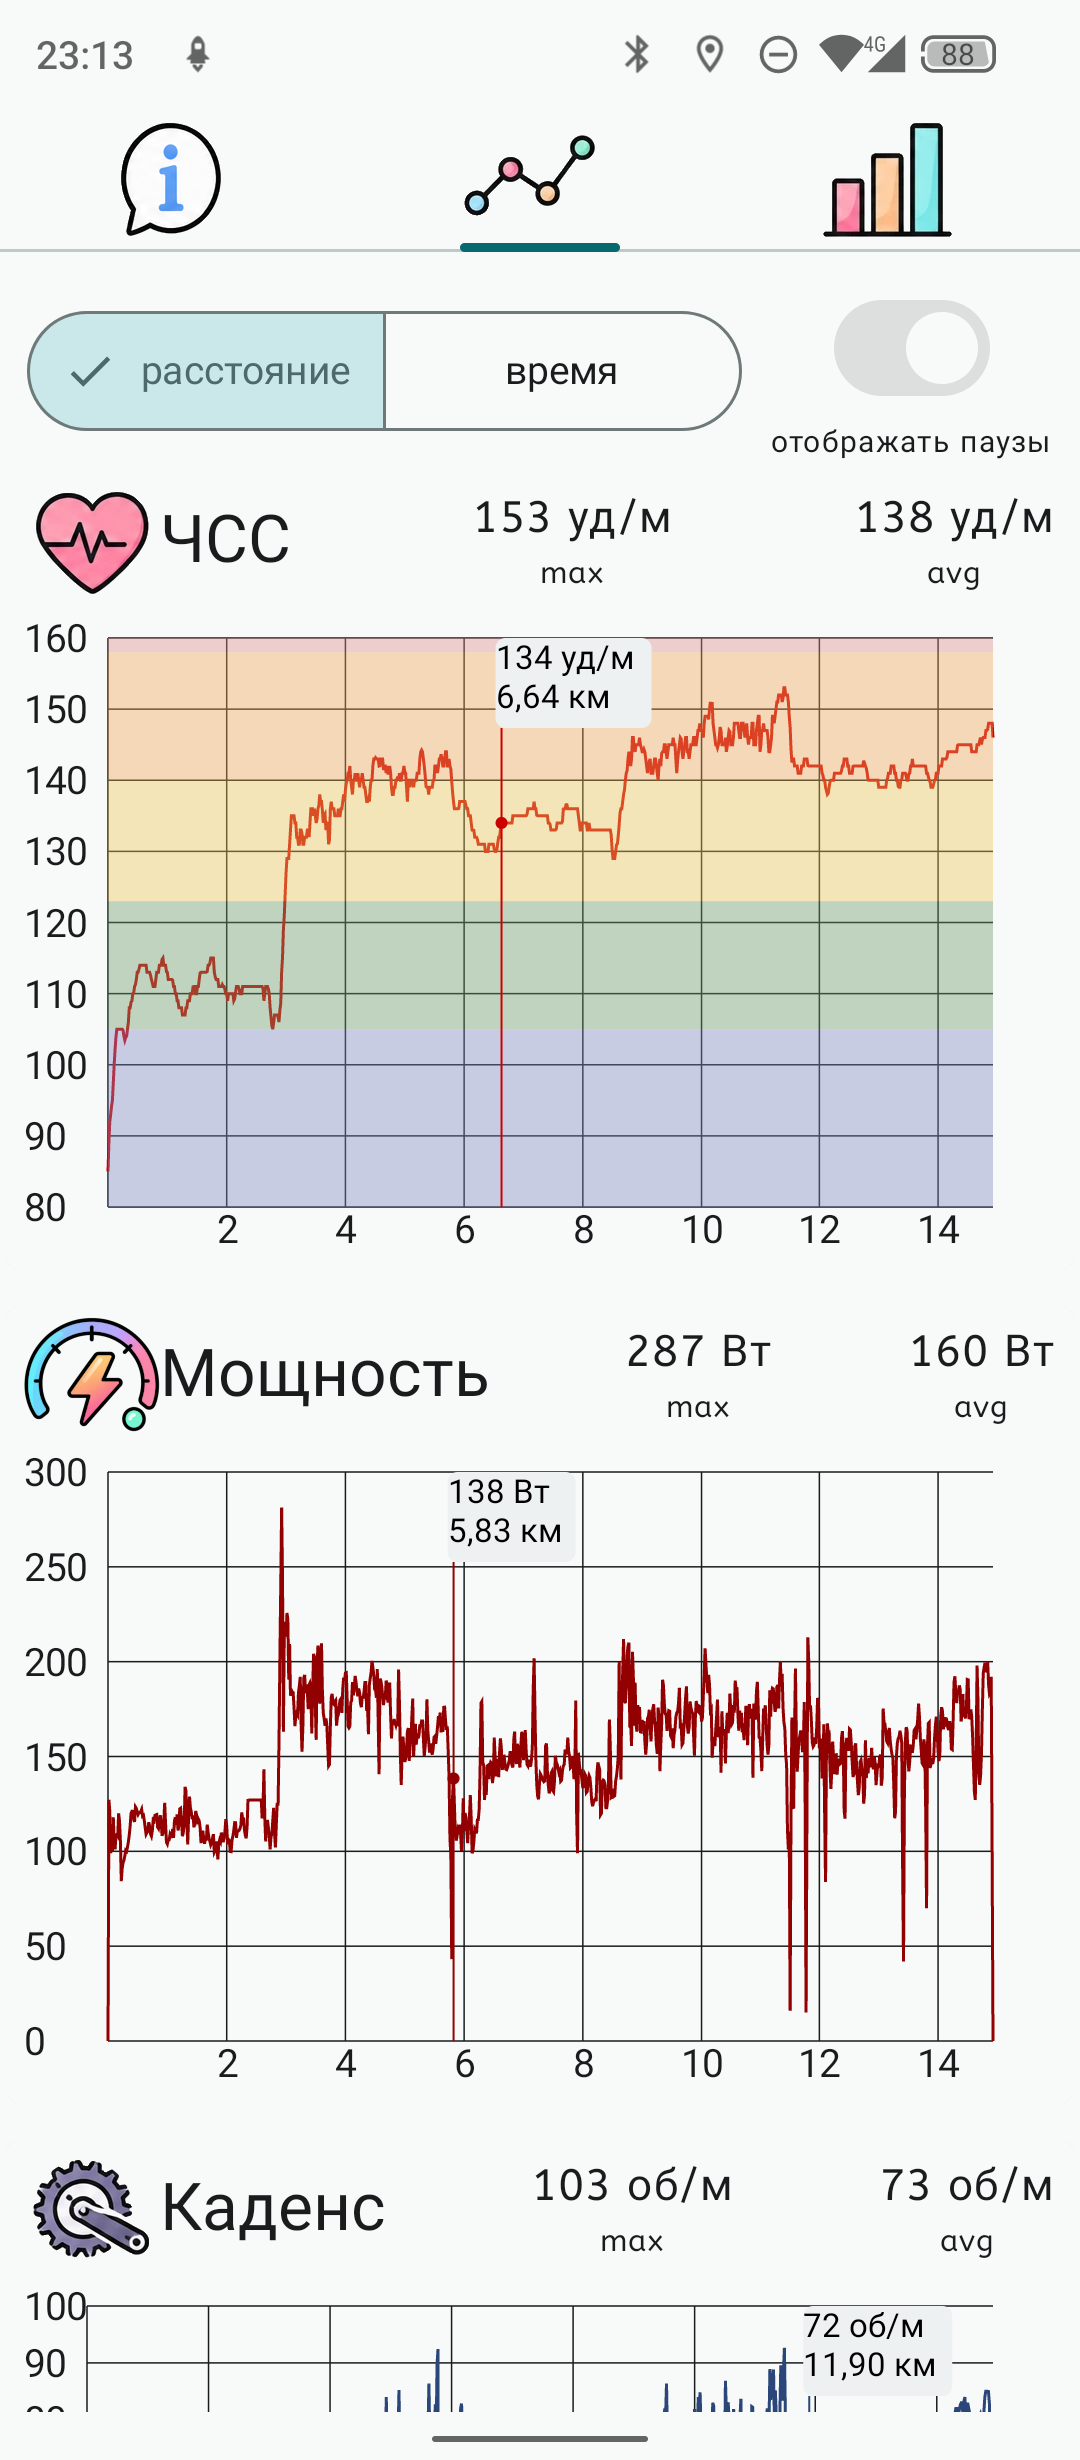 23:13
4G
88
расстояние
время
отображать паузы
ЧСС
153 уд/м
max
138 уд/м
avg
160
134 уд/м
6,64 км
150
140
130
120
110
100
90
80
2 4 6 8 10 12 14
Мощность
287 Вт
max
160 Вт
avg
300
138 Вт
5,83 км
250
200
150
100
50
0
2 4 6 8 10 12 14
Каденс
103 об/м
max
73 об/м
avg
100
72 об/м
11,90 км
90